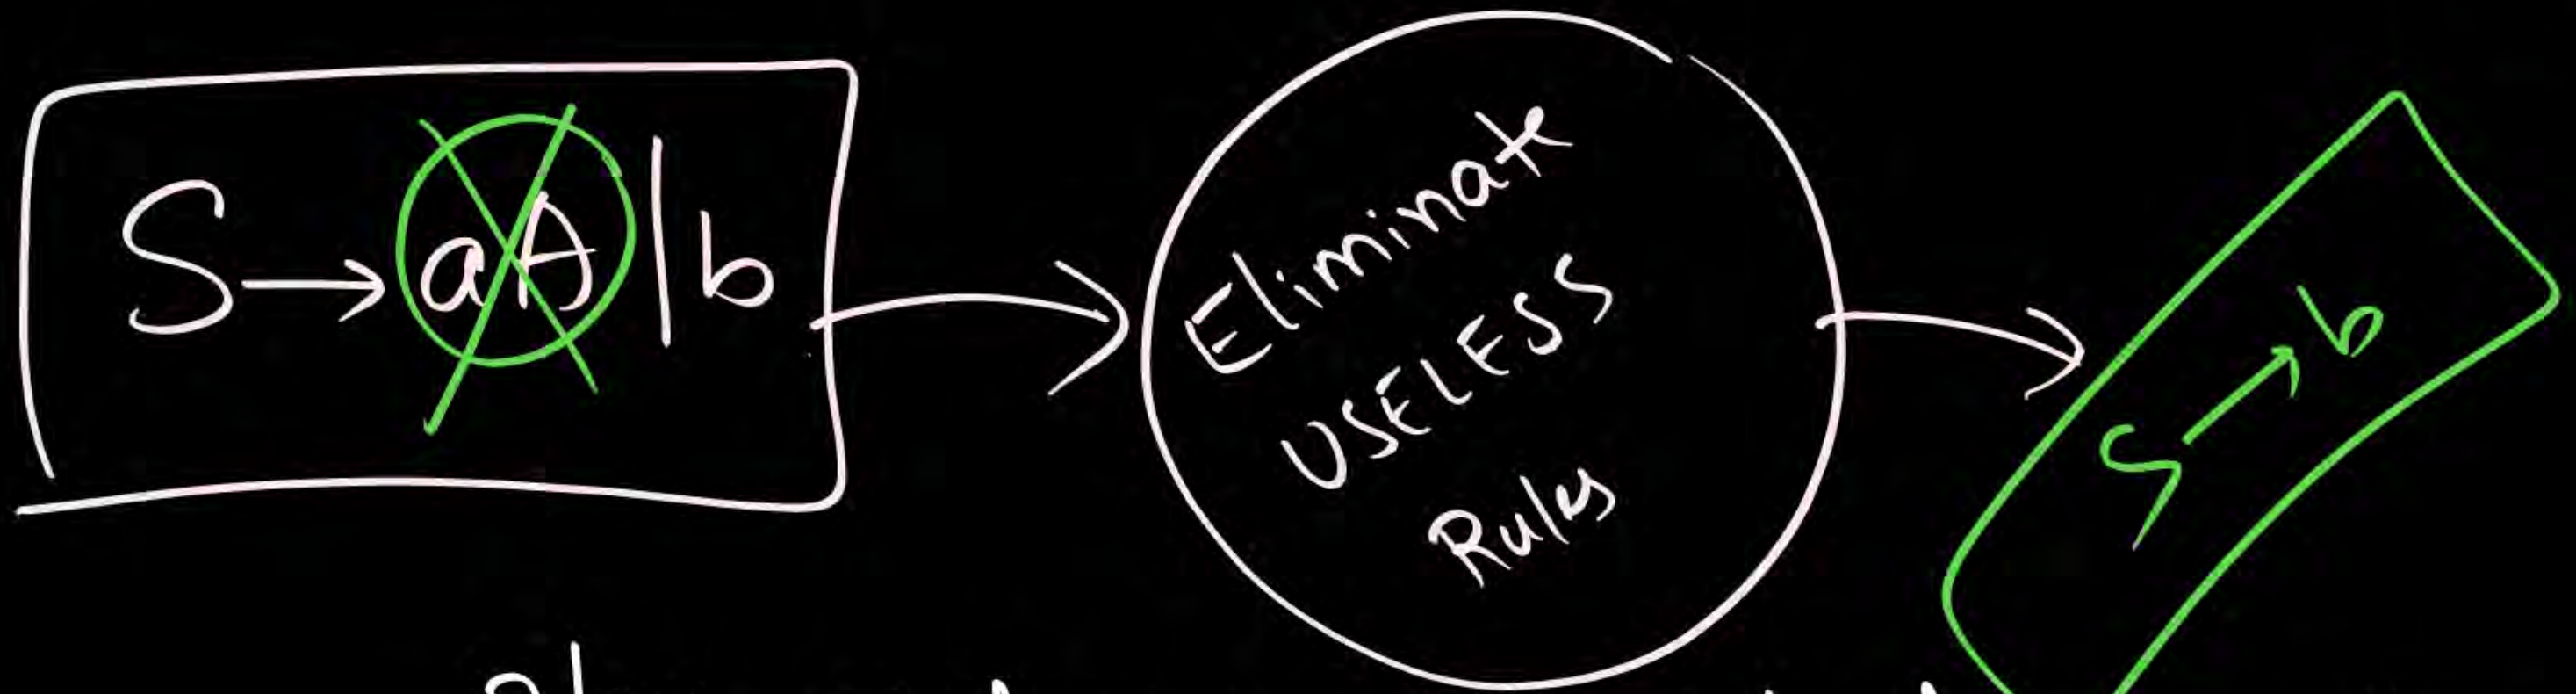 S→aA|b
Eliminate
USELESS
Rules
S→b